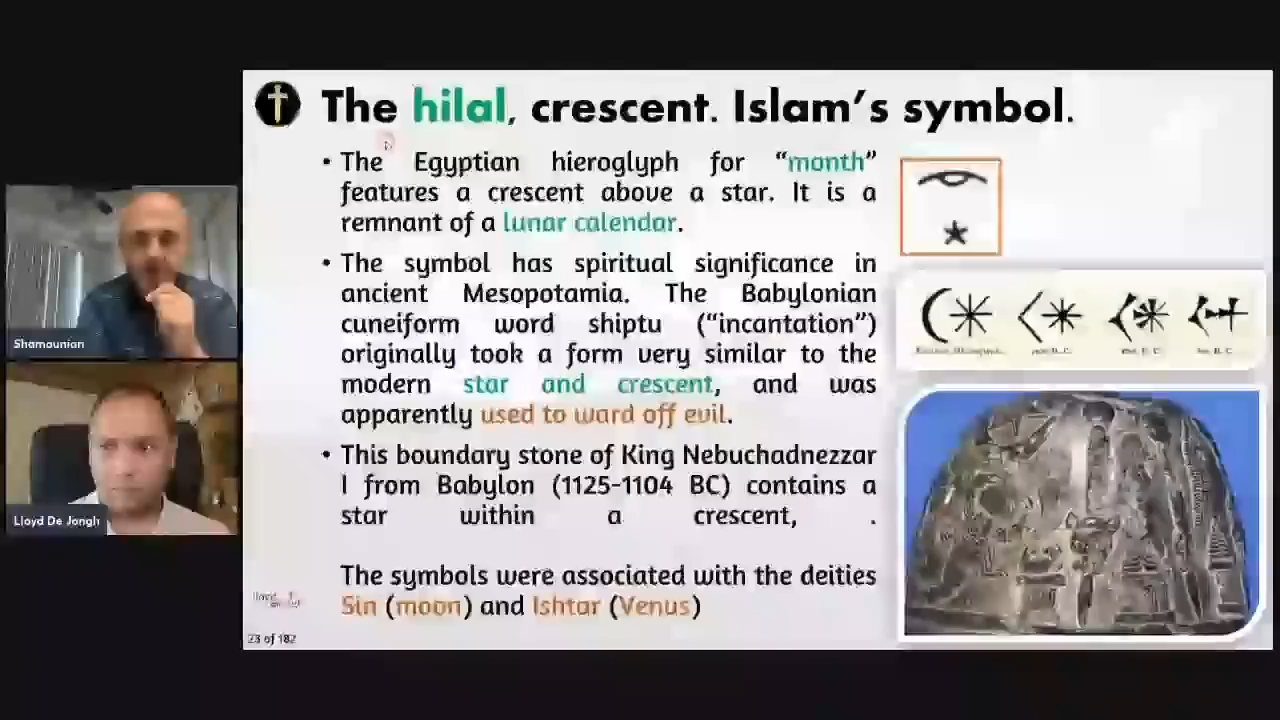 The hilal, crescent. Islam's symbol.
• The Egyptian hieroglyph for "month"
features a crescent above a star. It is a
remnant of a lunar calendar.
• The symbol has spiritual significance in
ancient Mesopotamia. The Babylonian
cuneiform word shiptu ("incantation")
originally took a form very similar to the
modern star and crescent, and was
apparently used to ward off evil.
• This boundary stone of King Nebuchadnezzar
I from Babylon (1125-1104 BC) contains a
star within a crescent, .
The symbols were associated with the deities
Sin (moon) and Ishtar (Venus)
23 of 182
Shamounian
Lloyd De Jongh